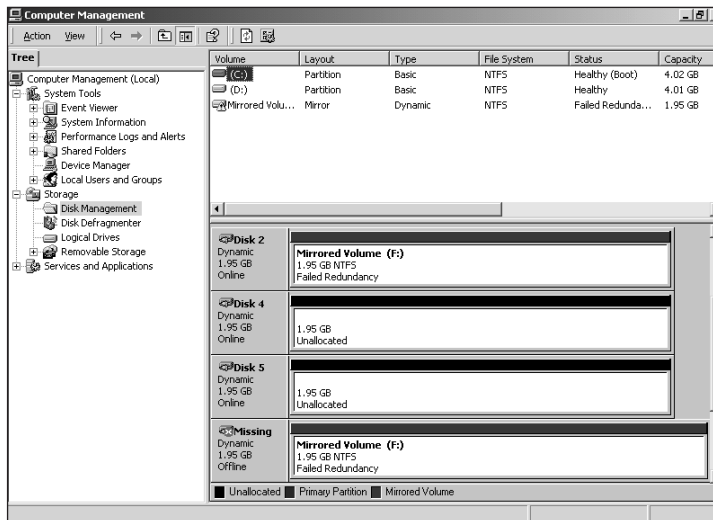 Computer Management
Action View
Tree
Computer Management (Local)
System Tools
Event Viewer
System Information
Performance Logs and Alerts
Shared Folders
Device Manager
Local Users and Groups
Storage
Disk Management
Disk Defragmenter
Logical Drives
Removable Storage
Services and Applications
Volume Layout Type File System Status Capacity
(C:) Partition Basic NTFS Healthy (Boot) 4.02 GB
(D:) Partition Basic NTFS Healthy 4.01 GB
Mirrored Volu... Mirror Dynamic NTFS Failed Redunda... 1.95 GB
Disk 2
Dynamic
1.95 GB
Online
Mirrored Volume (F:)
1.95 GB NTFS
Failed Redundancy
Disk 4
Dynamic
1.95 GB
Online
1.95 GB
Unallocated
Disk 5
Dynamic
1.95 GB
Online
1.95 GB
Unallocated
Missing
Dynamic
1.95 GB
Offline
Mirrored Volume (F:)
1.95 GB NTFS
Failed Redundancy
Unallocated Primary Partition Mirrored Volume